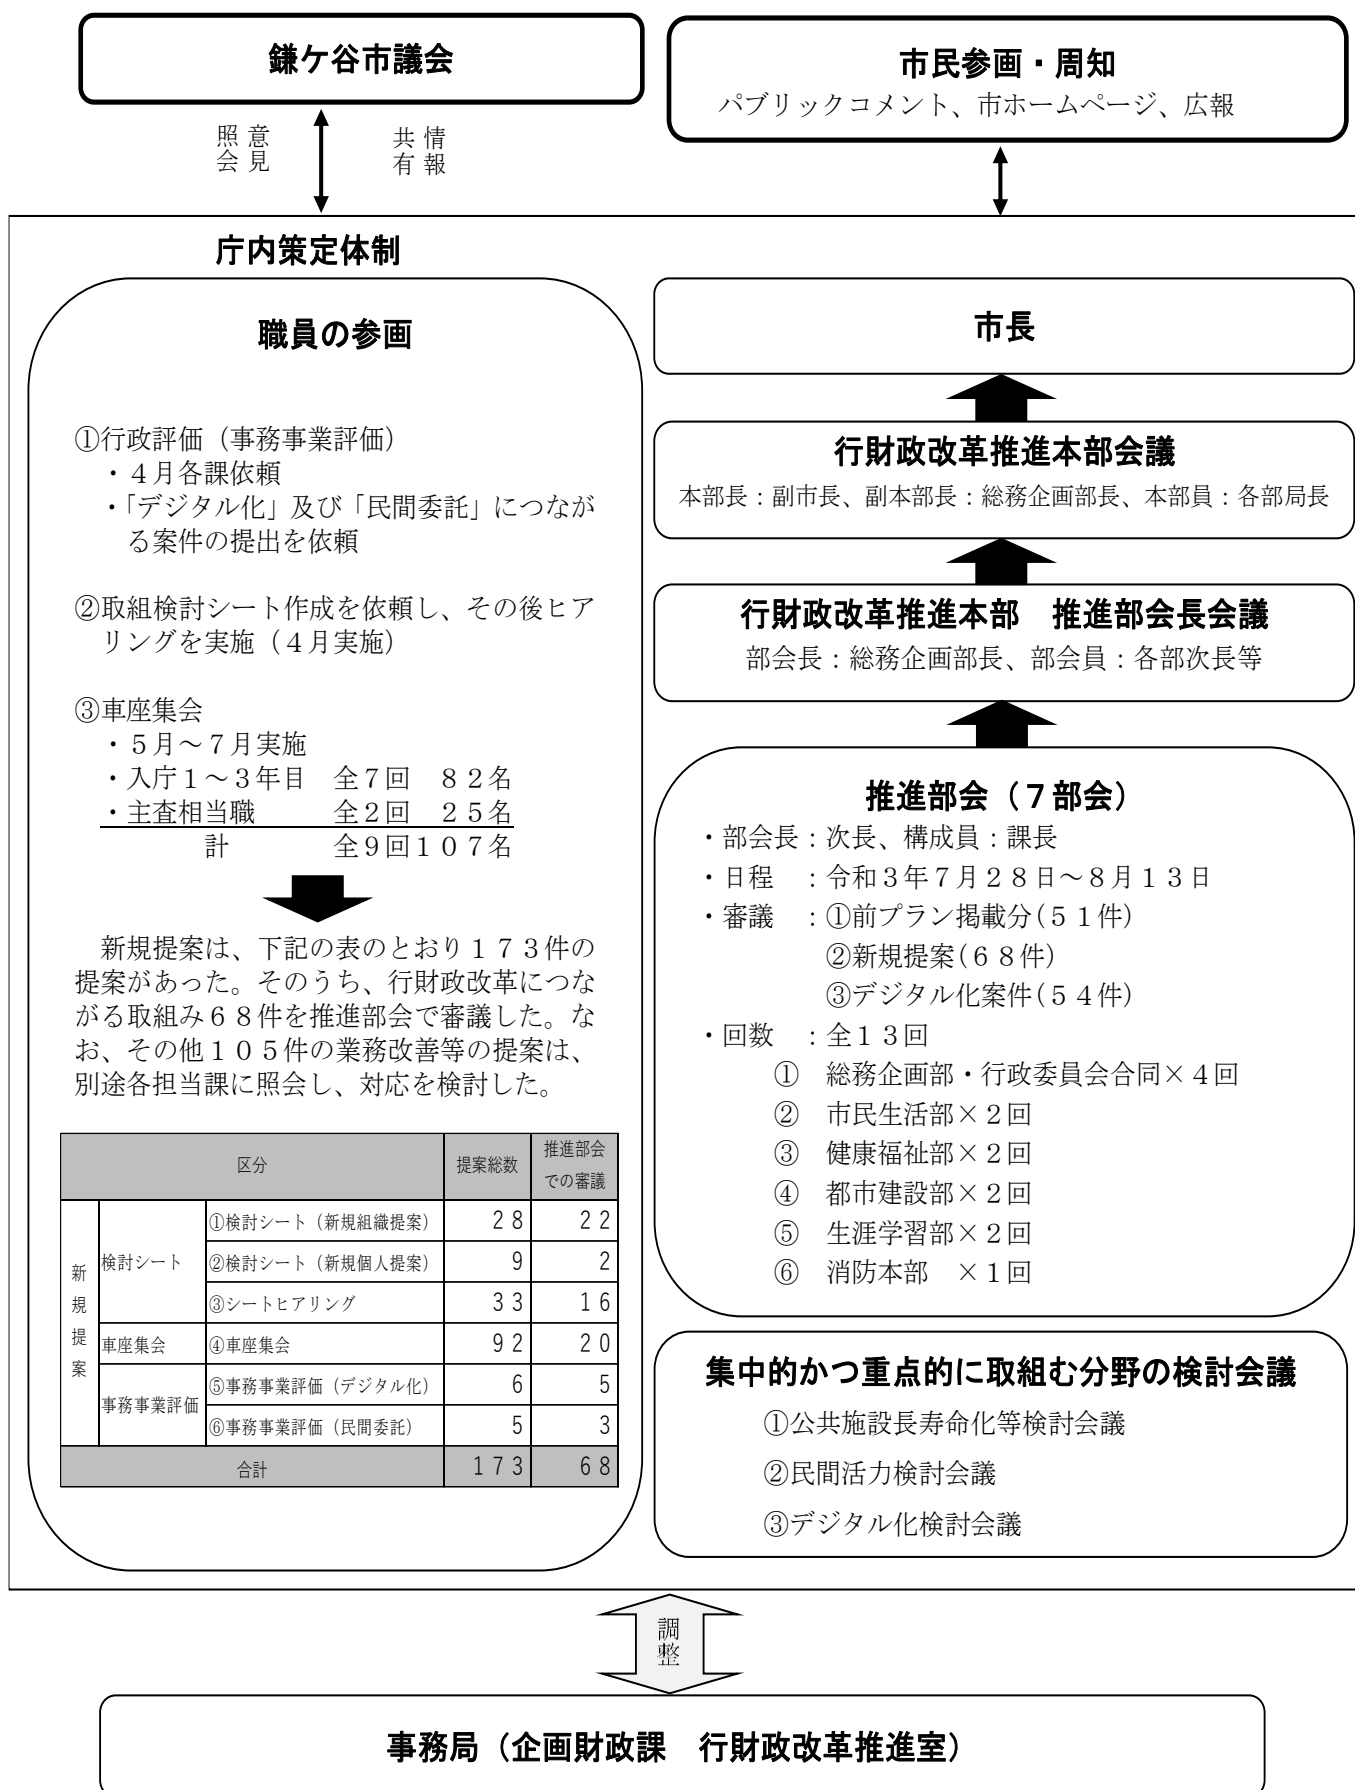 鎌ケ谷市議会
市民参画・周知
パブリックコメント、市ホームページ、広報
意見
照会
情報
共有
庁内策定体制
職員の参画
①行政評価（事務事業評価）
・４月各課依頼
・「デジタル化」及び「民間委託」につなが
る案件の提出を依頼
②取組検討シート作成を依頼し、その後ヒア
リングを実施（４月実施）
③車座集会
・５月～７月実施
・入庁１～３年目　全７回　８２名
・主査相当職　　　全２回　２５名
計　　　　全９回１０７名
新規提案は、下記の表のとおり１７３件の
提案があった。そのうち、行財政改革につな
がる取組み６８件を推進部会で審議した。な
お、その他１０５件の業務改善等の提案は、
別途各担当課に照会し、対応を検討した。
区分　提案総数　推進部会
での審議
新規提案
検討シート　①検討シート（新規組織提案）　２８　２２
②検討シート（新規個人提案）　９　２
③シートヒアリング　３３　１６
車座集会　④車座集会　９２　２０
事務事業評価　⑤事務事業評価（デジタル化）　６　５
⑥事務事業評価（民間委託）　５　３
合計　１７３　６８
市長
行財政改革推進本部会議
本部長：副市長、副本部長：総務企画部長、本部員：各部局長
行財政改革推進本部　推進部会長会議
部会長：総務企画部長、部会員：各部次長等
推進部会（７部会）
・部会長：次長、構成員：課長
・日程　：令和３年７月２８日～８月１３日
・審議　：①前プラン掲載分(５１件)
②新規提案(６８件)
③デジタル化案件(５４件)
・回数　：全１３回
①　総務企画部・行政委員会合同×４回
②　市民生活部×２回
③　健康福祉部×２回
④　都市建設部×２回
⑤　生涯学習部×２回
⑥　消防本部　×１回
集中的かつ重点的に取組む分野の検討会議
①公共施設長寿命化等検討会議
②民間活力検討会議
③デジタル化検討会議
調整
事務局（企画財政課　行財政改革推進室）